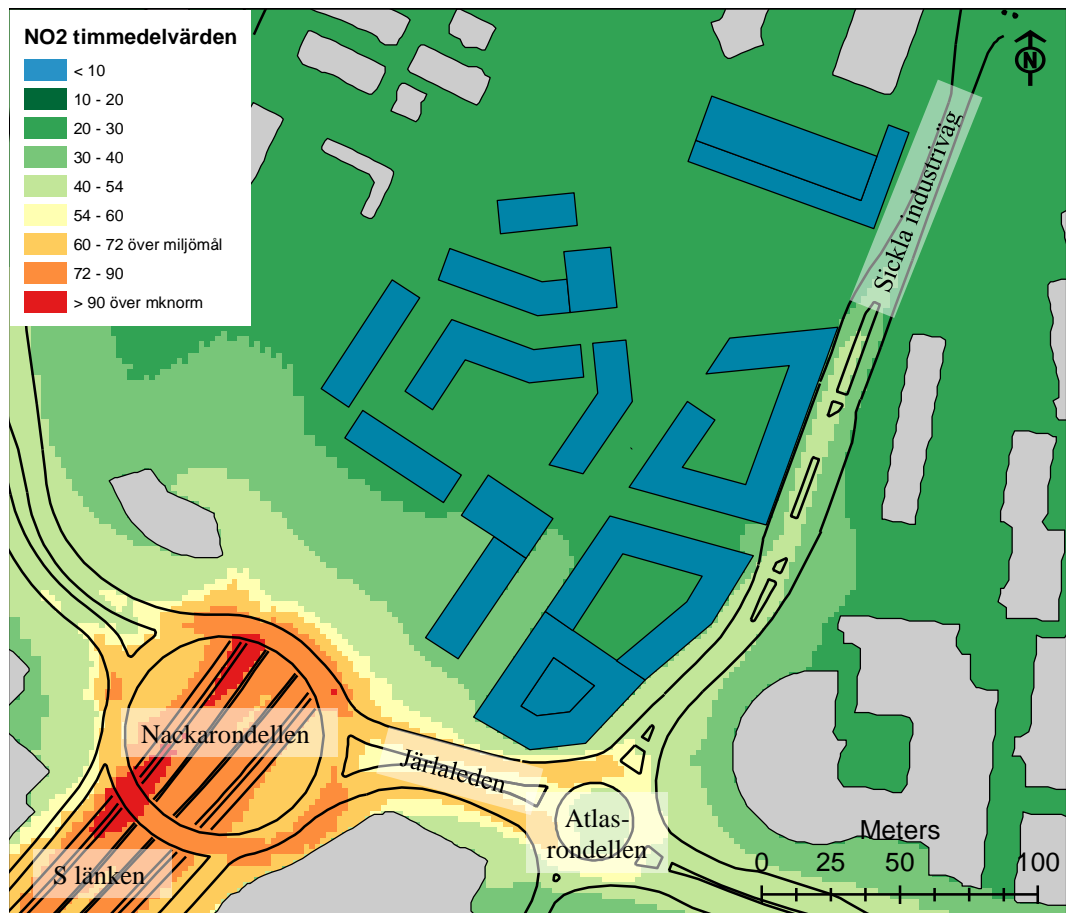 NO2 timmedelvärden
< 10
10 - 20
20 - 30
30 - 40
40 - 54
54 - 60
60 - 72 över miljömål
72 - 90
> 90 över mknorm
N
Sickla industriväg
Nackarondellen
Järlaleden
Atlas-
rondellen
S länken
Meters
0 25 50 100